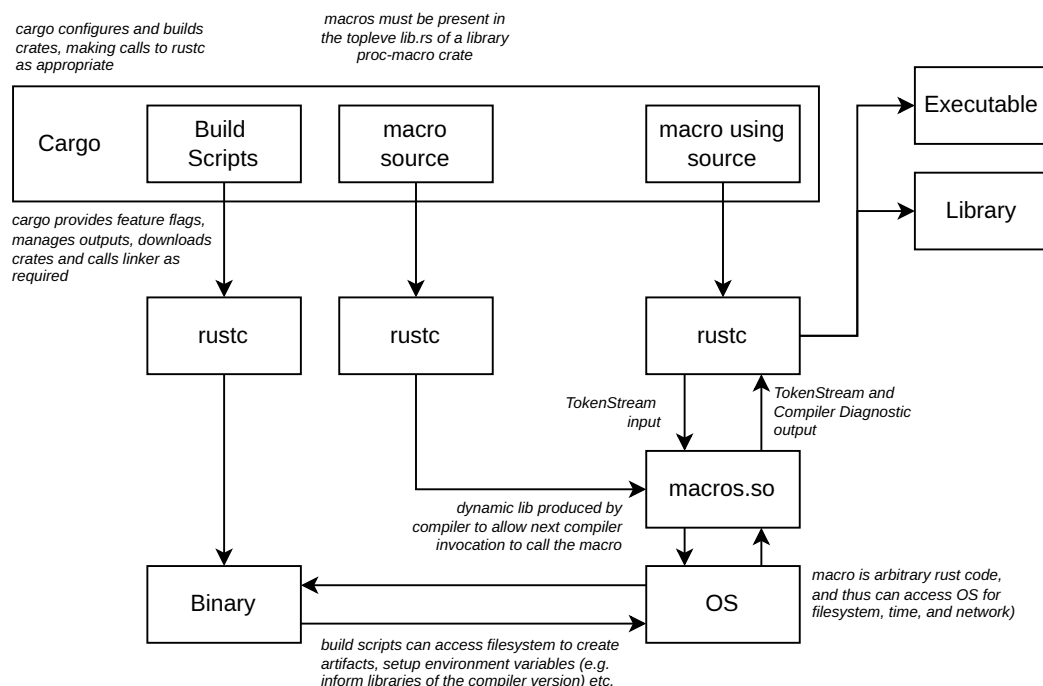 cargo configures and builds
crates, making calls to rustc
as appropriate
macros must be present in
the topleve lib.rs of a library
proc-macro crate
Cargo
Build
Scripts
macro
source
macro using
source
Executable
Library
cargo provides feature flags,
manages outputs, downloads
crates and calls linker as
required
rustc
rustc
rustc
TokenStream
input
TokenStream and
Compiler Diagnostic
output
macros.so
dynamic lib produced by
compiler to allow next compiler
invocation to call the macro
Binary
OS
macro is arbitrary rust code,
and thus can access OS for
filesystem, time, and network)
build scripts can access filesystem to create
artifacts, setup environment variables (e.g.
inform libraries of the compiler version) etc.